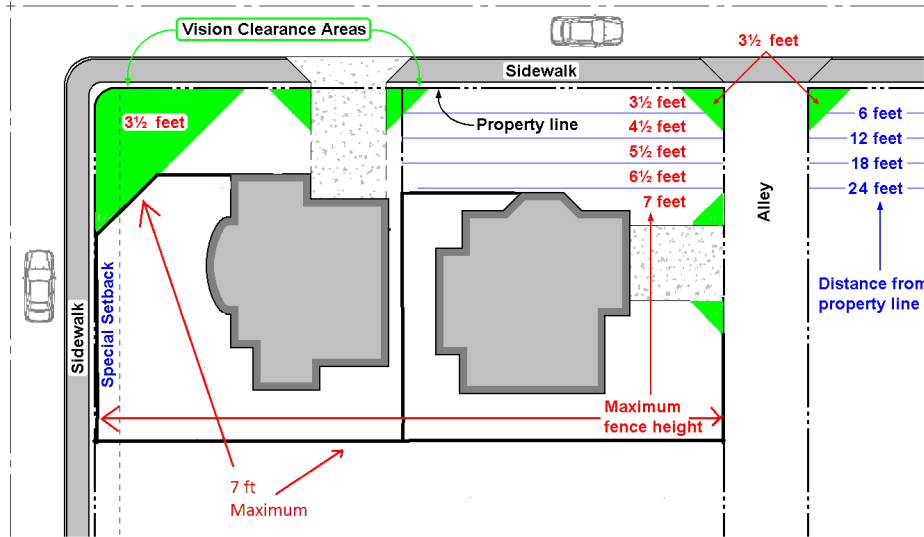 Vision Clearance Areas
3½ feet
Sidewalk
3½ feet
Property line
3½ feet
4½ feet
5½ feet
6½ feet
7 feet
6 feet
12 feet
18 feet
24 feet
Alley
Distance from
property line
Sidewalk
Special Setback
Maximum
fence height
7 ft
Maximum